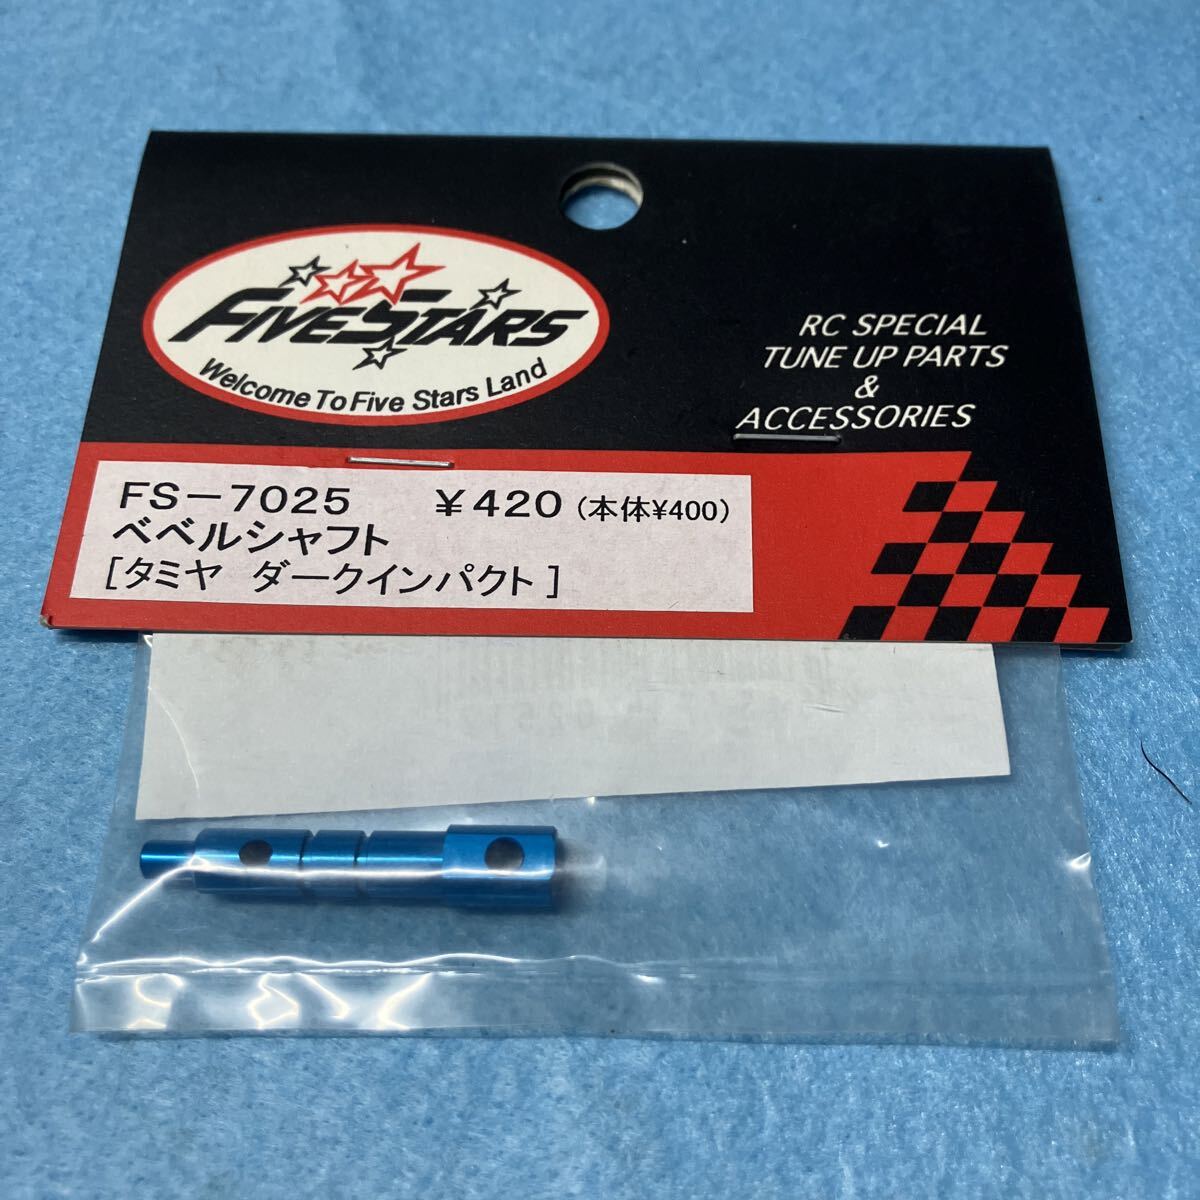 FIVESTARS
Welcome To Five Stars Land
RC SPECIAL
TUNE UP PARTS
&
ACCESSORIES
FS－7025 ￥420（本体¥400）
ベベルシャフト
[タミヤ ダークインパクト]